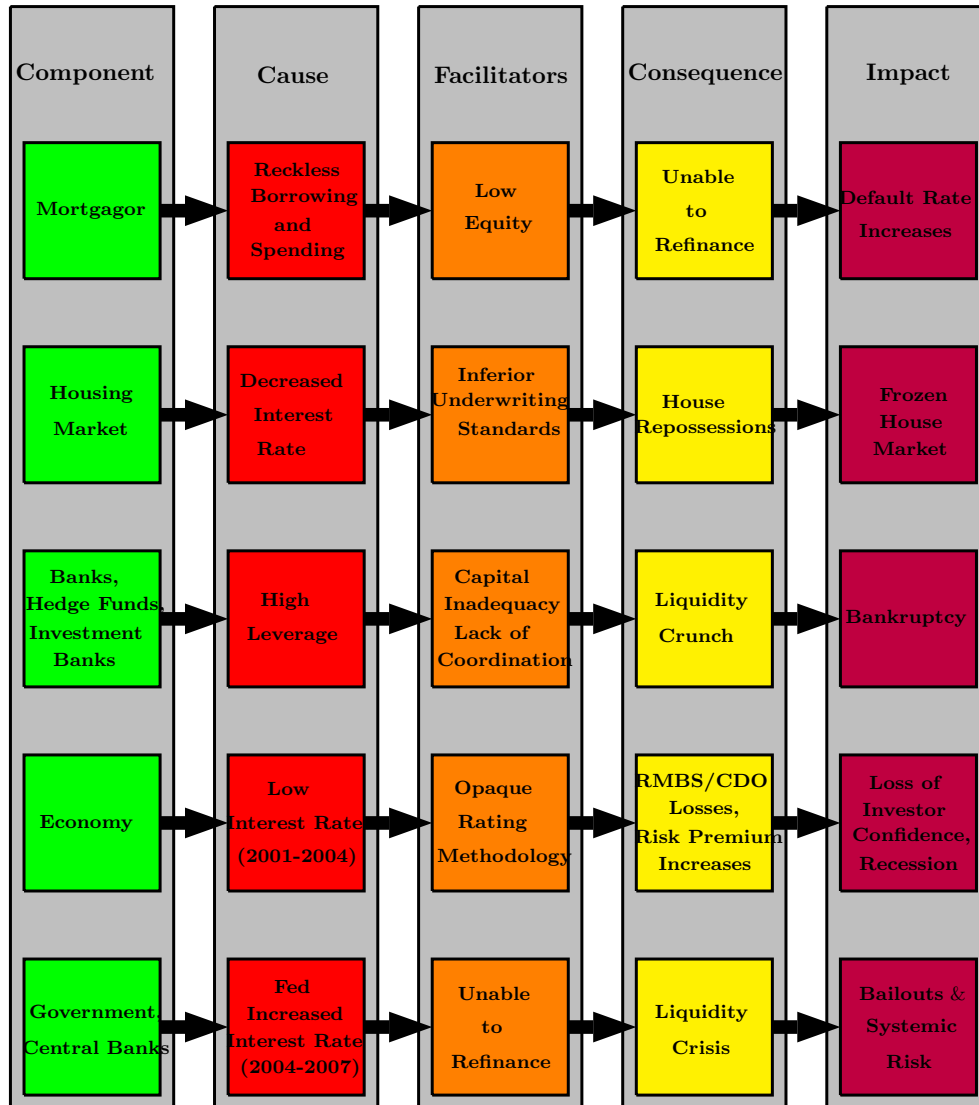 Component
Cause
Facilitators
Consequence
Impact
Mortgagor
Reckless
Borrowing
and
Spending
Low
Equity
Unable
to
Refinance
Default Rate
Increases
Housing
Market
Decreased
Interest
Rate
Inferior
Underwriting
Standards
House
Repossessions
Frozen
House
Market
Banks,
Hedge Funds,
Investment
Banks
High
Leverage
Capital
Inadequacy
Lack of
Coordination
Liquidity
Crunch
Bankruptcy
Economy
Low
Interest Rate
(2001-2004)
Opaque
Rating
Methodology
RMBS/CDO
Losses,
Risk Premium
Increases
Loss of
Investor
Confidence,
Recession
Government,
Central Banks
Fed
Increased
Interest Rate
(2004-2007)
Unable
to
Refinance
Liquidity
Crisis
Bailouts &
Systemic
Risk